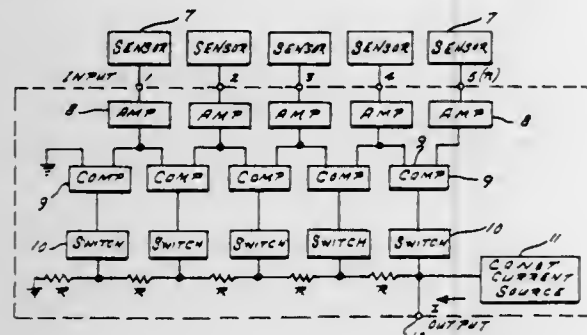 7 7
SENSOR SENSOR SENSOR SENSOR SENSOR
INPUT 1 2 3 4 5(n)
8 AMP AMP AMP AMP AMP 8
9
COMP COMP COMP COMP COMP
9 9
10 SWITCH SWITCH SWITCH SWITCH SWITCH 10
11
CONST
CURRENT
SOURCE
R R R R R
I
OUTPUT